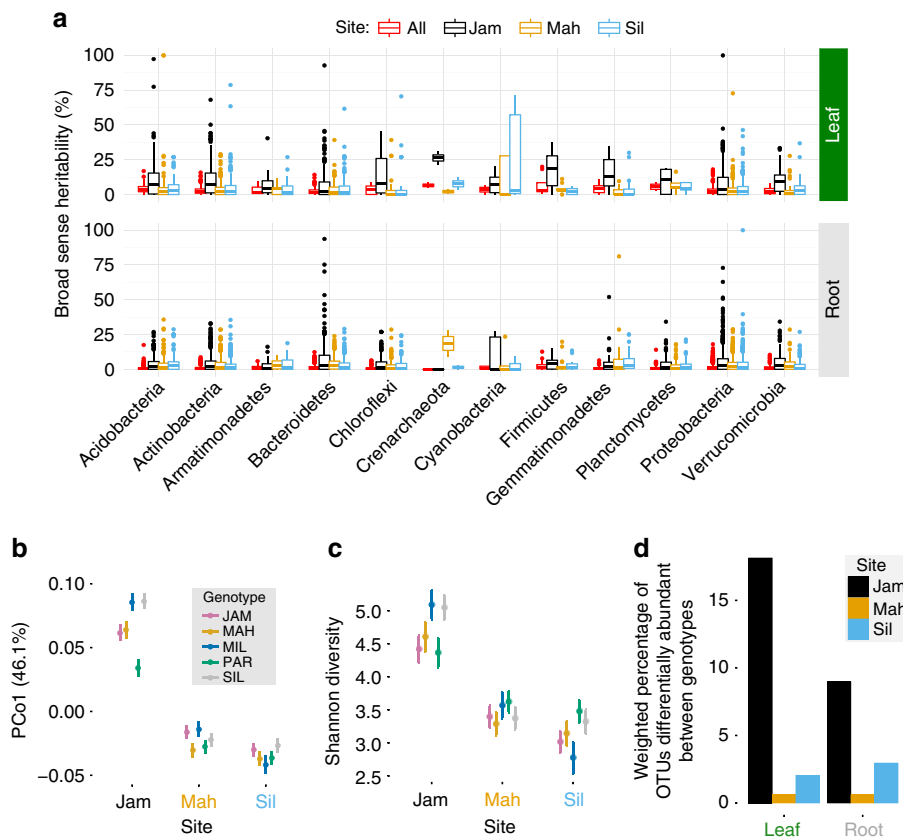 a
Site: All Jam Mah Sil
Broad sense heritability (%)
100
75
50
25
0
Leaf
100
75
50
25
0
Root
Acidobacteria
Actinobacteria
Armatimonadetes
Bacteroidetes
Chloroflexi
Crenarchaeota
Cyanobacteria
Firmicutes
Gemmatimonadetes
Planctomycetes
Proteobacteria
Verrucomicrobia
b
PCo1 (46.1%)
0.10
0.05
0.00
−0.05
Genotype
JAM
MAH
MIL
PAR
SIL
Jam Mah Sil
Site
c
Shannon diversity
5.0
4.5
4.0
3.5
3.0
2.5
Jam Mah Sil
Site
d
Weighted percentage of
OTUs differentially abundant
between genotypes
15
10
5
0
Site
Jam
Mah
Sil
Leaf Root